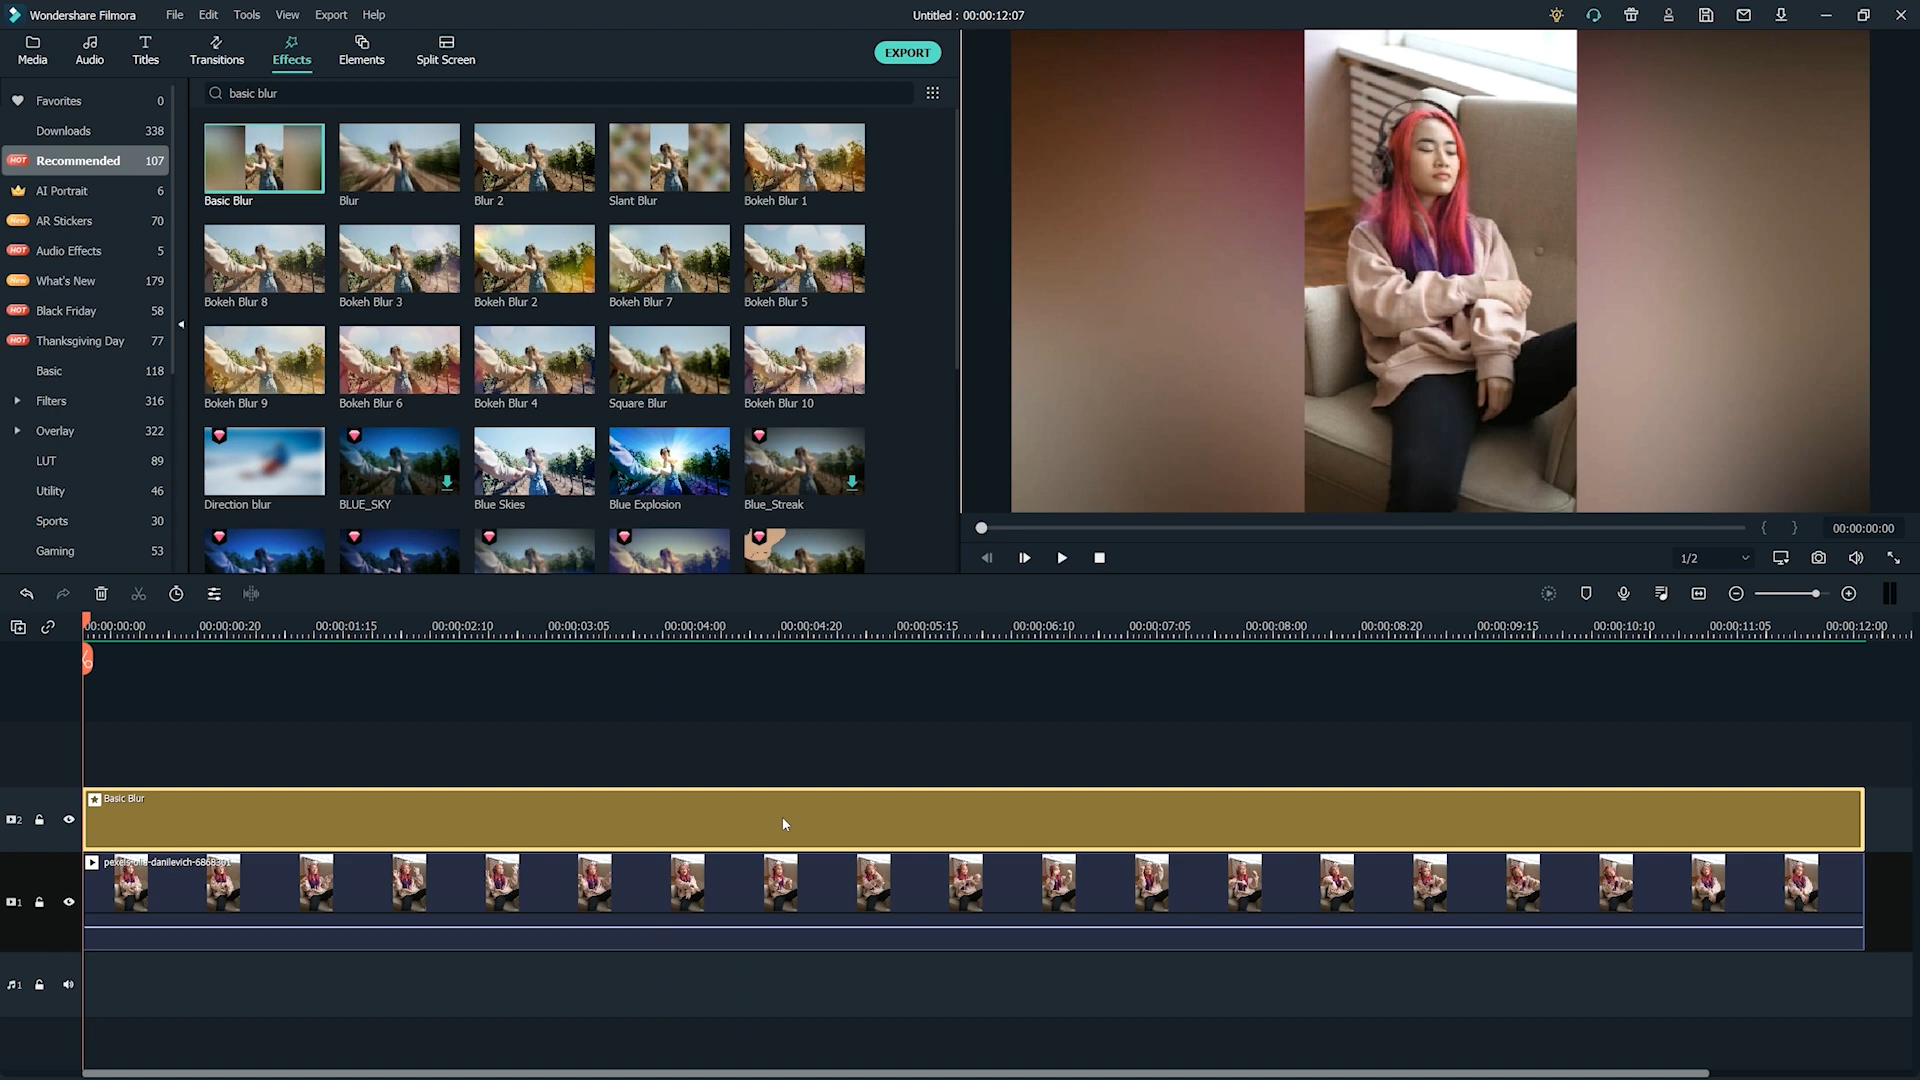 Wondershare Filmora
File Edit Tools View Export Help
Untitled : 00:00:12:07
Media Audio Titles Transitions Effects Elements Split Screen
EXPORT
basic blur
Favorites 0
Downloads 338
HOT Recommended 107
AI Portrait 6
New AR Stickers 70
HOT Audio Effects 5
New What's New 179
HOT Black Friday 58
HOT Thanksgiving Day 77
Basic 118
Filters 316
Overlay 322
LUT 89
Utility 46
Sports 30
Gaming 53
Basic Blur Blur Blur 2 Slant Blur Bokeh Blur 1
Bokeh Blur 8 Bokeh Blur 3 Bokeh Blur 2 Bokeh Blur 7 Bokeh Blur 5
Bokeh Blur 9 Bokeh Blur 6 Bokeh Blur 4 Square Blur Bokeh Blur 10
Direction blur BLUE_SKY Blue Skies Blue Explosion Blue_Streak
{ } 00:00:00:00
1/2
00:00:00:00 00:00:00:20 00:00:01:15 00:00:02:10 00:00:03:05 00:00:04:00 00:00:04:20 00:00:05:15 00:00:06:10 00:00:07:05 00:00:08:00 00:00:08:20 00:00:09:15 00:00:10:10 00:00:11:05 00:00:12:00
2
Basic Blur
1
1